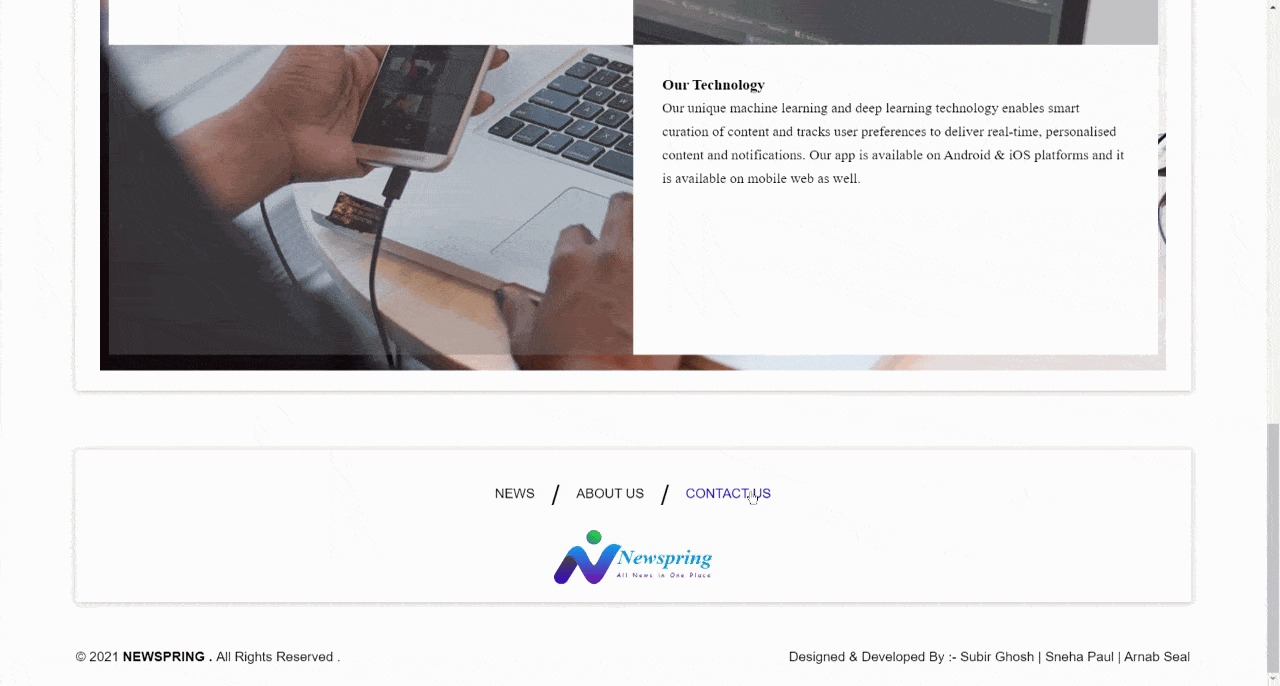 Our Technology
Our unique machine learning and deep learning technology enables smart
curation of content and tracks user preferences to deliver real-time, personalised
content and notifications. Our app is available on Android & iOS platforms and it
is available on mobile web as well.
NEWS / ABOUT US / CONTACT US
Newspring
All News in One Place
© 2021 NEWSPRING . All Rights Reserved .
Designed & Developed By :- Subir Ghosh | Sneha Paul | Arnab Seal